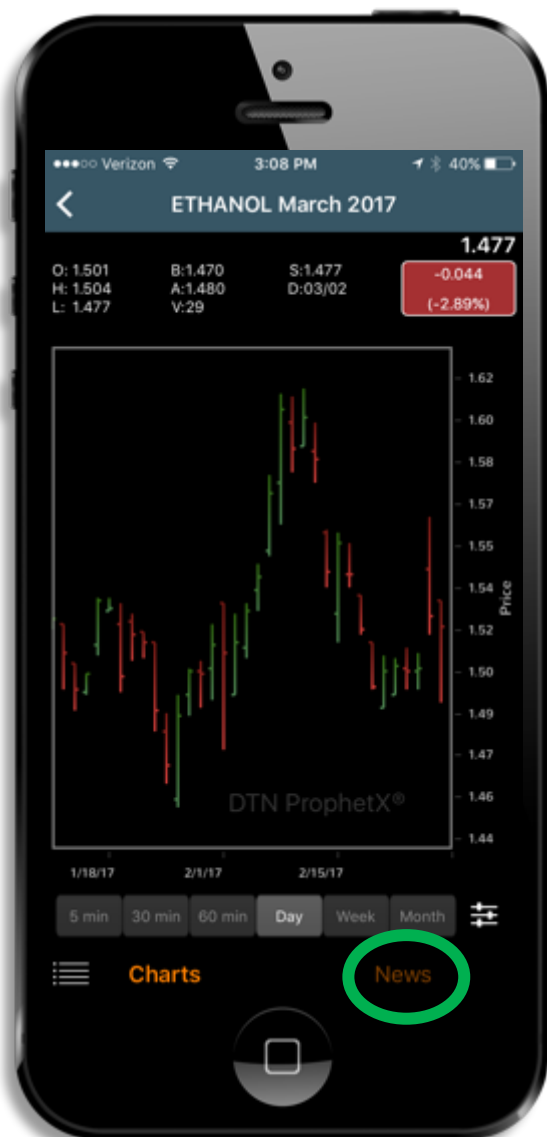 Verizon 3:08 PM 40%
ETHANOL March 2017
1.477
O: 1.501 B:1.470 S:1.477 -0.044
H: 1.504 A:1.480 D:03/02
L: 1.477 V:29 (-2.89%)
1.62
1.60
1.58
1.57
1.55
1.54
Price
1.52
1.50
1.49
1.47
DTN ProphetX®
1.46
1.44
1/18/17 2/1/17 2/15/17
5 min 30 min 60 min Day Week Month
Charts News